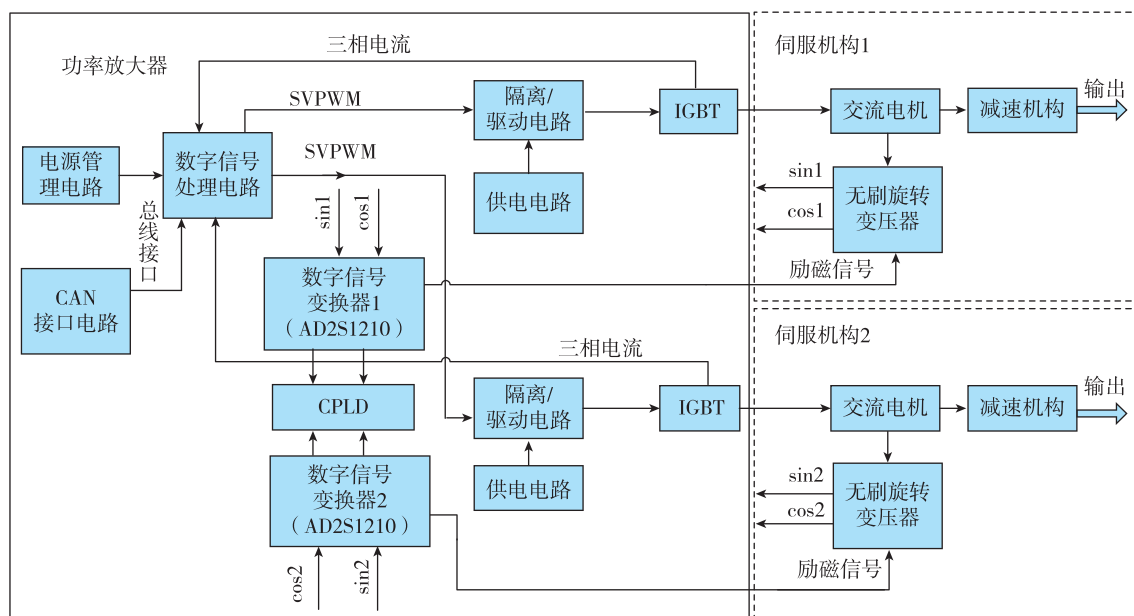 功率放大器
三相电流
SVPWM
隔离/
驱动电路
IGBT
供电电路
电源管
理电路
数字信号
处理电路
SVPWM
总线接口
CAN
接口电路
sin1
cos1
数字信号
变换器1
（AD2S1210）
三相电流
CPLD
隔离/
驱动电路
IGBT
供电电路
数字信号
变换器2
（AD2S1210）
cos2
sin2
伺服机构1
交流电机
减速机构
输出
sin1
cos1
无刷旋转
变压器
励磁信号
伺服机构2
交流电机
减速机构
输出
sin2
cos2
无刷旋转
变压器
励磁信号